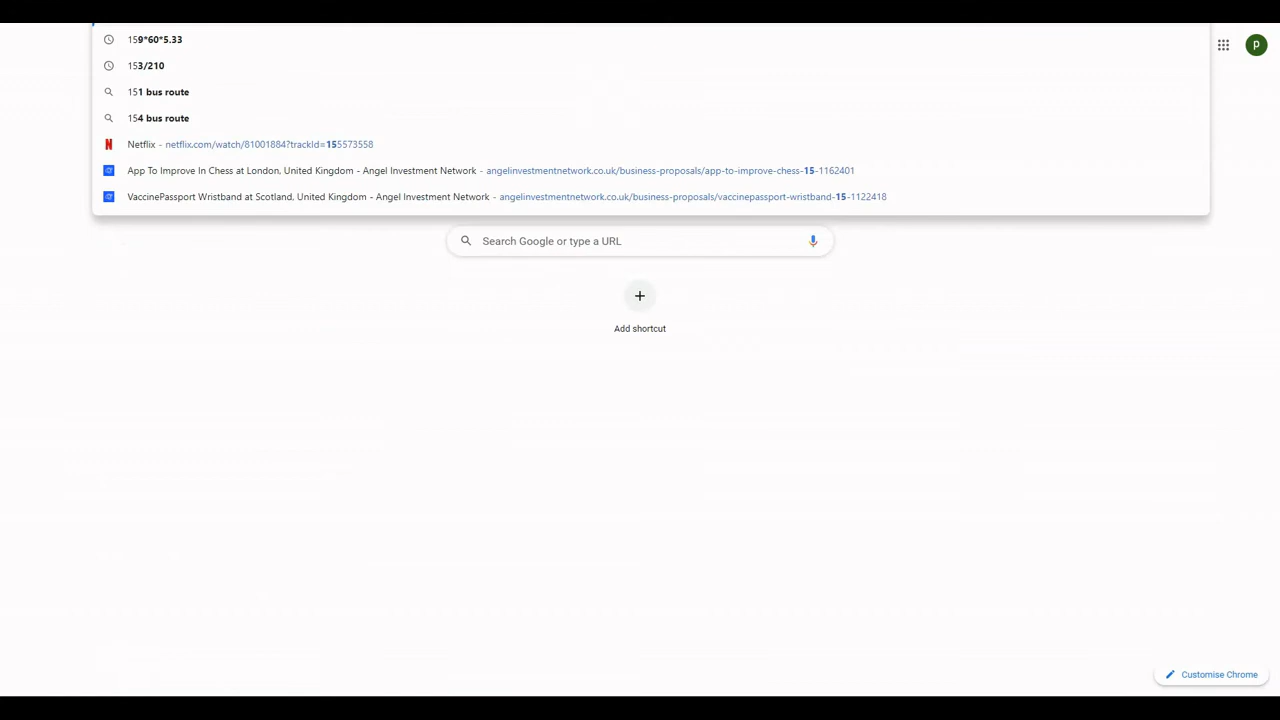 159*60*5.33
153/210
151 bus route
154 bus route
Netflix - netflix.com/watch/81001884?trackId=155573558
App To Improve In Chess at London, United Kingdom - Angel Investment Network - angelinvestmentnetwork.co.uk/business-proposals/app-to-improve-chess-15-1162401
VaccinePassport Wristband at Scotland, United Kingdom - Angel Investment Network - angelinvestmentnetwork.co.uk/business-proposals/vaccinepassport-wristband-15-1122418
p
Search Google or type a URL
Add shortcut
Customise Chrome